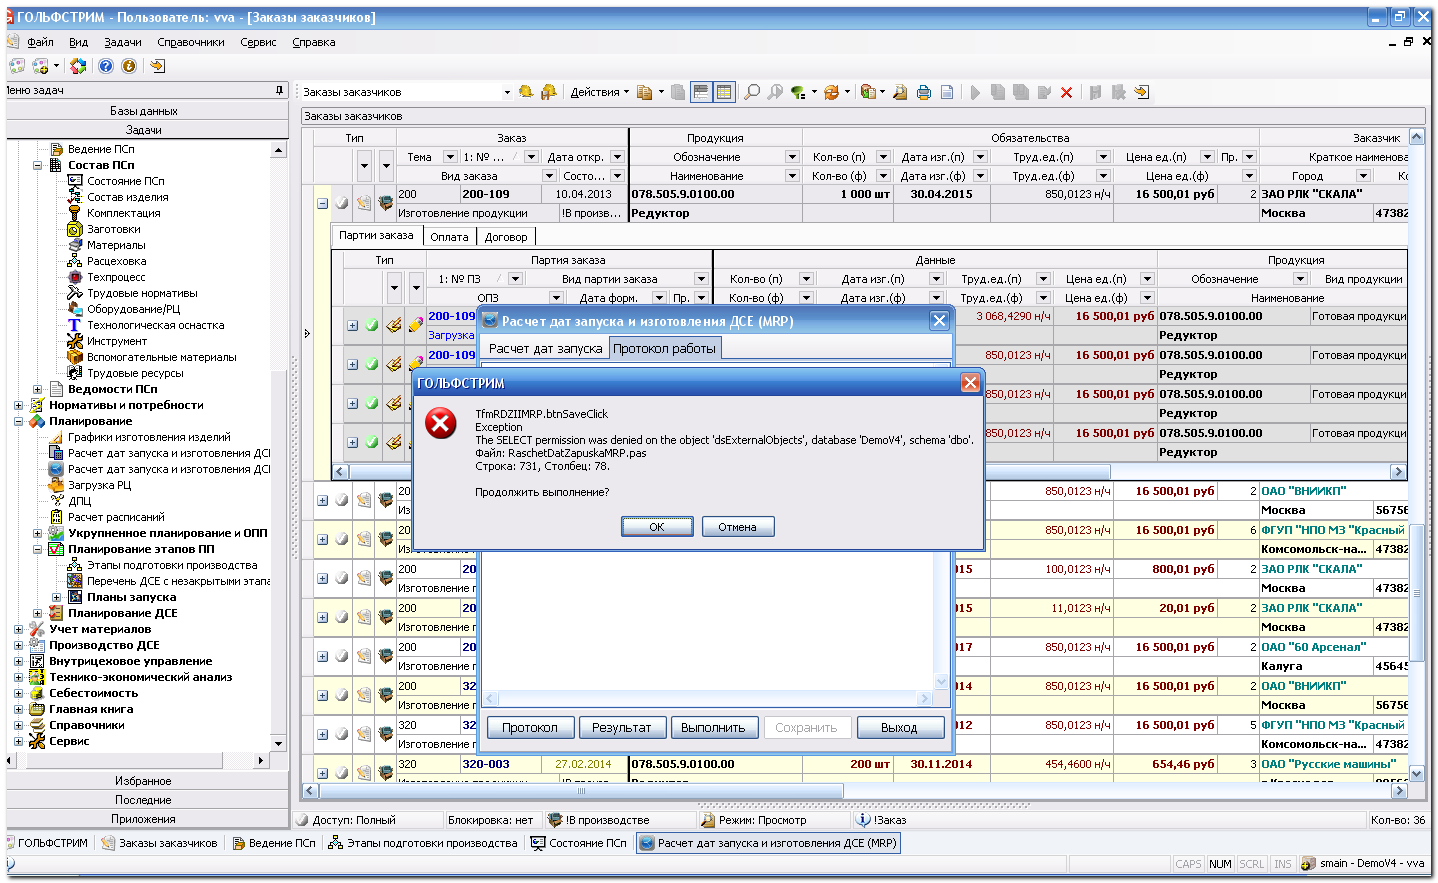 ГОЛЬФСТРИМ - Пользователь: vva - [Заказы заказчиков]
Файл Вид Задачи Справочники Сервис Справка
Меню задач
Заказы заказчиков Действия
Базы данных
Заказы заказчиков
Задачи
Ведение ПСп
Состав ПСп
Состояние ПСп
Состав изделия
Комплектация
Заготовки
Материалы
Расцеховка
Техпроцесс
Трудовые нормативы
Оборудование/РЦ
Технологическая оснастка
Инструмент
Вспомогательные материалы
Трудовые ресурсы
Ведомости ПСп
Нормативы и потребности
Планирование
Графики изготовления изделий
Расчет дат запуска и изготовления ДСЕ
Расчет дат запуска и изготовления ДСЕ
Загрузка РЦ
ДПЦ
Расчет расписаний
Укрупненное планирование и ОПП
Планирование этапов ПП
Этапы подготовки производства
Перечень ДСЕ с незакрытыми этапа
Планы запуска
Планирование ДСЕ
Учет материалов
Производство ДСЕ
Внутрицеховое управление
Технико-экономический анализ
Себестоимость
Главная книга
Справочники
Сервис
Избранное
Последние
Приложения
Тип Заказ Продукция Обязательства Заказчик
Тема 1: № ... / Дата откр. Обозначение Кол-во (п) Дата изг.(п) Труд.ед.(п) Цена ед.(п) Пр. Краткое наименова
Вид заказа Состо... Наименование Кол-во (ф) Дата изг.(ф) Труд.ед.(ф) Цена ед.(ф) Город Кс
200 200-109 10.04.2013 078.505.9.0100.00 1 000 шт 30.04.2015 850,0123 н/ч 16 500,01 руб 2 ЗАО РЛК "СКАЛА"
Изготовление продукции !В произв... Редуктор Москва 47382
Партии заказа Оплата Договор
Тип Партия заказа Данные Продукция
1: № ПЗ / Вид партии заказа Кол-во (п) Дата изг.(п) Труд.ед.(п) Цена ед.(п) Обозначение Вид продукции
ОПЗ Дата форм. Пр. Кол-во (ф) Дата изг.(ф) Труд.ед.(ф) Цена ед.(ф) Наименование
200-109 3 068,4290 н/ч 16 500,01 руб 078.505.9.0100.00 Готовая продукци
Загрузка Редуктор
200-109 850,0123 н/ч 16 500,01 руб 078.505.9.0100.00 Готовая продукци
Редуктор
850,0123 н/ч 16 500,01 руб 078.505.9.0100.00 Готовая продукци
Редуктор
850,0123 н/ч 16 500,01 руб 078.505.9.0100.00 Готовая продукци
Редуктор
Расчет дат запуска и изготовления ДСЕ (MRP)
Расчет дат запуска Протокол работы
ГОЛЬФСТРИМ
TfmRDZIIMRP.btnSaveClick
Exception
The SELECT permission was denied on the object 'dsExternalObjects', database 'DemoV4', schema 'dbo'.
Файл: RaschetDatZapuskaMRP.pas
Строка: 731, Столбец: 78.
Продолжить выполнение?
ОК Отмена
Протокол Результат Выполнить Сохранить Выход
20 850,0123 н/ч 16 500,01 руб 2 ОАО "ВНИИКП"
Из Москва 56756
20 850,0123 н/ч 16 500,01 руб 6 ФГУП "НПО МЗ "Красный
Из Комсомольск-на... 47382
200 20 015 100,0123 н/ч 800,01 руб 2 ЗАО РЛК "СКАЛА"
Изготовление п Москва 47382
200 20 015 11,0123 н/ч 20,01 руб 2 ЗАО РЛК "СКАЛА"
Изготовление п Москва 47382
200 20 017 850,0123 н/ч 16 500,01 руб 2 ОАО "60 Арсенал"
Изготовление п Калуга 45645
200 32 014 850,0123 н/ч 16 500,01 руб 2 ОАО "ВНИИКП"
Изготовление п Москва 56756
320 32 012 850,0123 н/ч 16 500,01 руб 5 ФГУП "НПО МЗ "Красный
Изготовление п Комсомольск-на... 47382
320 320-003 27.02.2014 078.505.9.0100.00 200 шт 30.11.2014 454,4600 н/ч 654,46 руб 3 ОАО "Русские машины"
Доступ: Полный Блокировка: нет !В производстве Режим: Просмотр !Заказ Кол-во: 36
ГОЛЬФСТРИМ Заказы заказчиков Ведение ПСп Этапы подготовки производства Состояние ПСп Расчет дат запуска и изготовления ДСЕ (MRP)
CAPS NUM SCRL INS smain - DemoV4 - vva